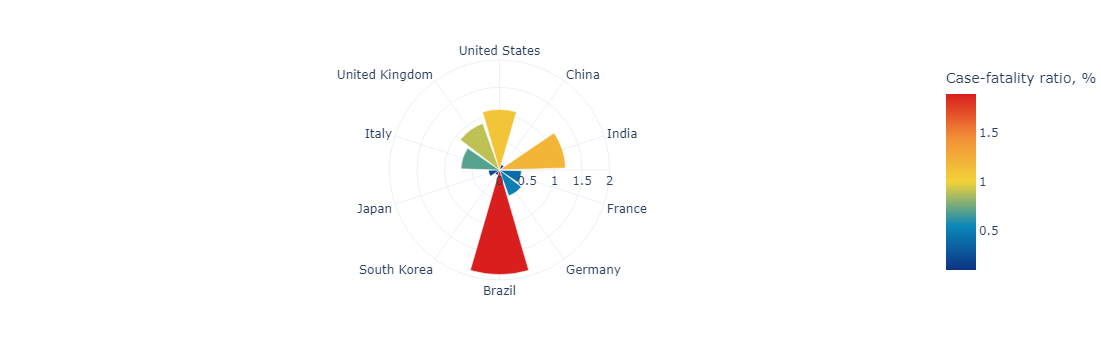 United States
United Kingdom
China
Case-fatality ratio, %
Italy
India
1.5
0 0.5 1 1.5 2
1
Japan
France
0.5
South Korea
Germany
Brazil